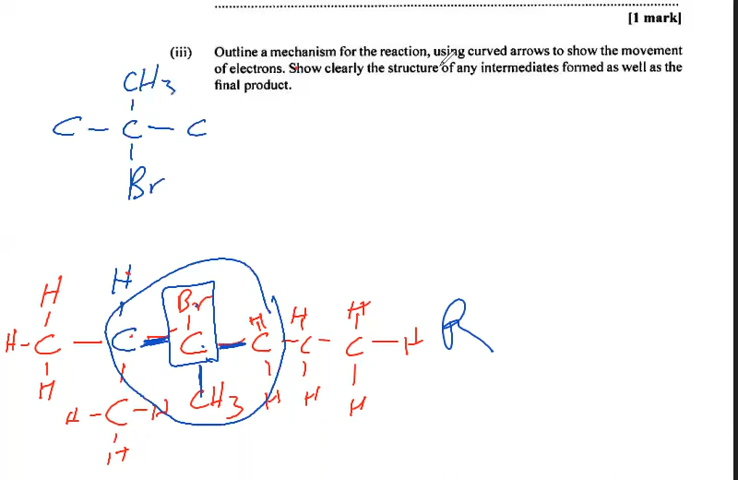 [1 mark]
(iii) Outline a mechanism for the reaction, using curved arrows to show the movement
of electrons. Show clearly the structure of any intermediates formed as well as the
final product.
CH3
C - C - C
Br
H H Br H H H
H - C - C - C - C - C - C - H R
H CH3 H H H
H - C - H
H